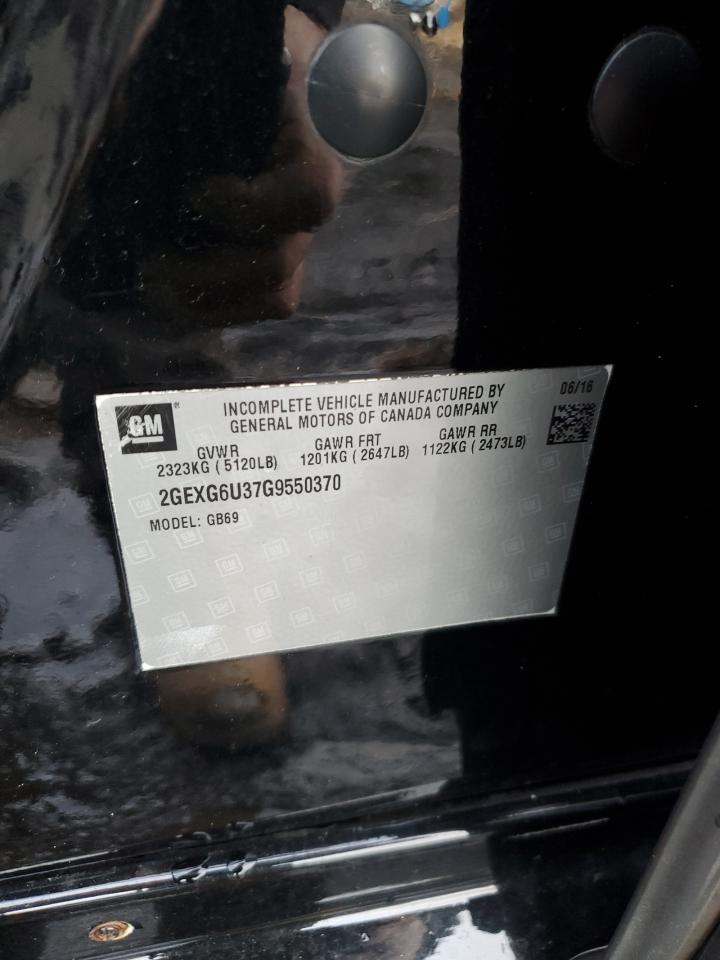 06/16
GM
INCOMPLETE VEHICLE MANUFACTURED BY
GENERAL MOTORS OF CANADA COMPANY
GVWR GAWR FRT GAWR RR
2323KG ( 5120LB) 1201KG ( 2647LB) 1122KG ( 2473LB)
2GEXG6U37G9550370
MODEL: GB69